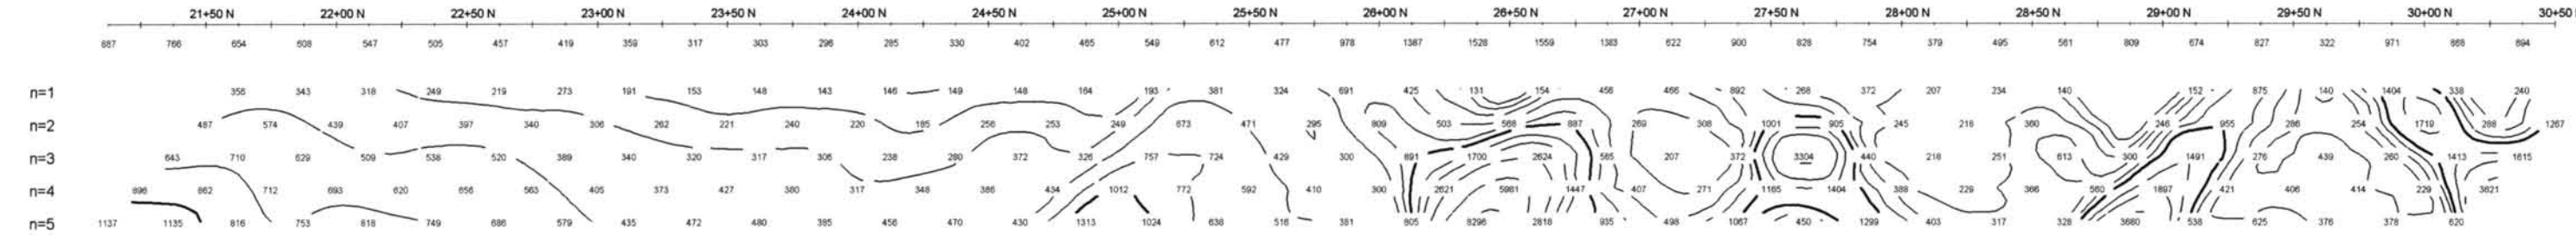 21+50 N 22+00 N 22+50 N 23+00 N 23+50 N 24+00 N 24+50 N 25+00 N 25+50 N 26+00 N 26+50 N 27+00 N 27+50 N 28+00 N 28+50 N 29+00 N 29+50 N 30+00 N 30+50
887 766 654 608 547 505 457 419 359 317 303 296 285 330 402 465 549 612 477 978 1387 1528 1559 1383 622 900 828 754 379 495 561 809 674 827 322 971 868 894
n=1 355 343 318 249 219 273 191 153 148 143 146 149 148 164 193 381 324 691 425 131 154 456 466 892 268 372 207 234 140 152 875 140 1404 338 240
n=2 487 574 439 407 397 340 306 262 221 240 220 185 256 253 249 673 471 295 809 503 568 887 269 308 1001 905 245 218 360 246 955 286 254 1719 288 1267
n=3 643 710 629 509 538 520 389 340 320 317 306 238 280 372 326 757 724 429 300 891 1700 2624 565 207 372 3304 440 218 251 613 300 1491 276 439 260 1413 1615
n=4 896 862 712 693 620 656 563 405 373 427 380 317 348 386 434 1012 772 592 410 300 2621 5981 1447 407 271 1165 1404 388 229 366 560 1897 421 406 414 229 3621
n=5 1137 1135 816 753 818 749 686 579 435 472 480 395 456 470 430 1313 1024 638 516 381 805 8296 2818 935 498 1067 450 1299 403 317 328 3660 538 625 376 378 620